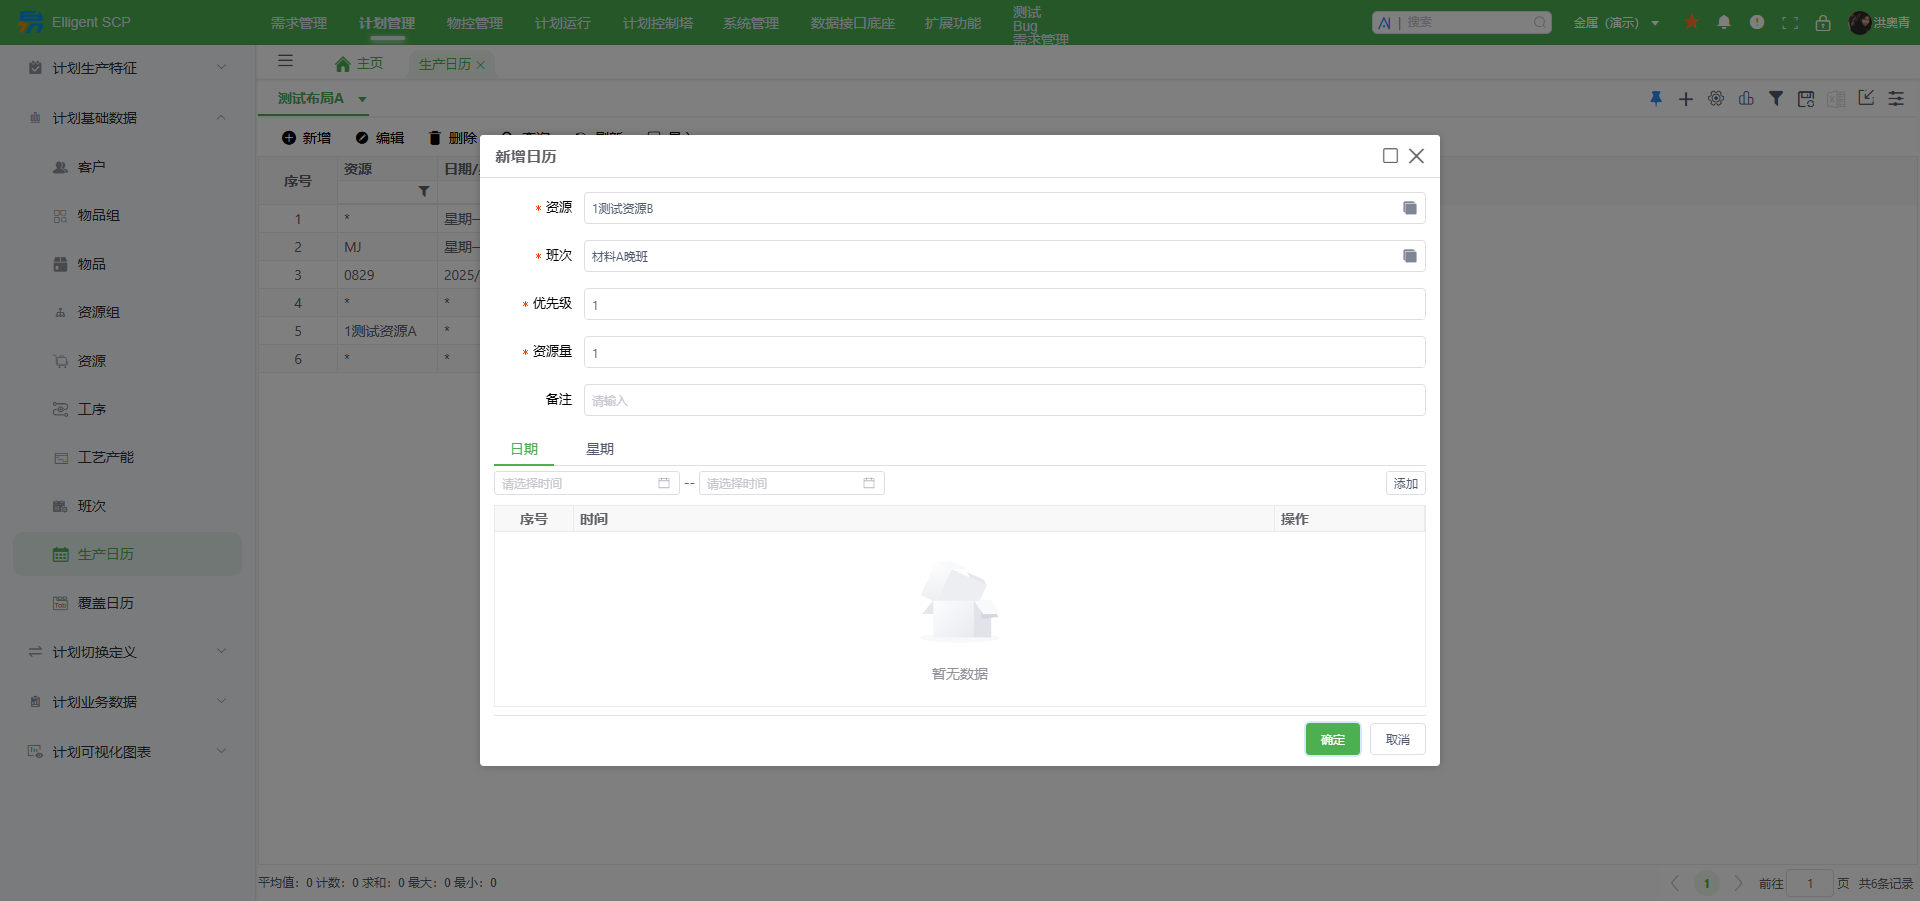 Elligent SCP
需求管理
计划管理
物控管理
计划运行
计划控制塔
系统管理
数据接口底座
扩展功能
测试
Bug
需求管理
AI | 搜索
金属（演示）
洪奥青
计划生产特征
计划基础数据
客户
物品组
物品
资源组
资源
工序
工艺产能
班次
生产日历
覆盖日历
计划切换定义
计划业务数据
计划可视化图表
主页
生产日历
测试布局A
新增
编辑
删除
序号
资源
日期/
1 * 星期一
2 MJ 星期一
3 0829 2025/
4 * *
5 1测试资源A *
6 * *
新增日历
* 资源 1测试资源B
* 班次 材料A晚班
* 优先级 1
* 资源量 1
备注 请输入
日期
星期
请选择时间 -- 请选择时间
添加
序号
时间
操作
暂无数据
确定
取消
平均值：0 计数：0 求和：0 最大：0 最小：0
1
前往 1 页 共6条记录